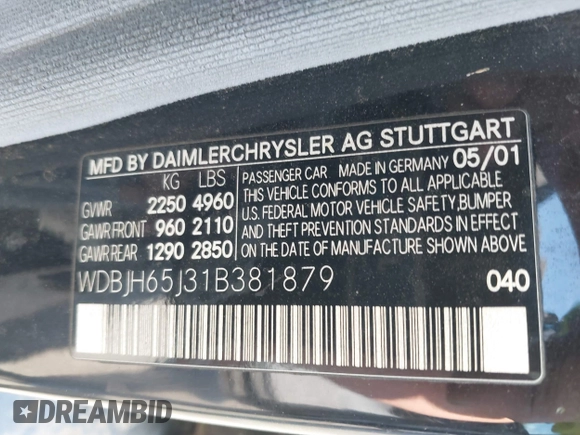 MFD BY DAIMLERCHRYSLER AG STUTTGART
KG LBS
GVWR 2250 4960
GAWR FRONT 960 2110
GAWR REAR 1290 2850
PASSENGER CAR MADE IN GERMANY 05/01
THIS VEHICLE CONFORMS TO ALL APPLICABLE
U.S. FEDERAL MOTOR VEHICLE SAFETY,BUMPER
AND THEFT PREVENTION STANDARDS IN EFFECT
ON THE DATE OF MANUFACTURE SHOWN ABOVE
WDBJH65J31B381879 040
DREAMBID